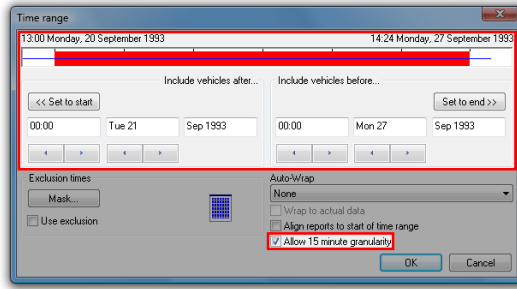 Time range
13:00 Monday, 20 September 1993 14:24 Monday, 27 September 1993
Include vehicles after... Include vehicles before...
<< Set to start Set to end >>
00:00 Tue 21 Sep 1993 00:00 Mon 27 Sep 1993
Exclusion times Auto-Wrap
Mask... None
Wrap to actual data
Use exclusion Align reports to start of time range
Allow 15 minute granularity
OK Cancel